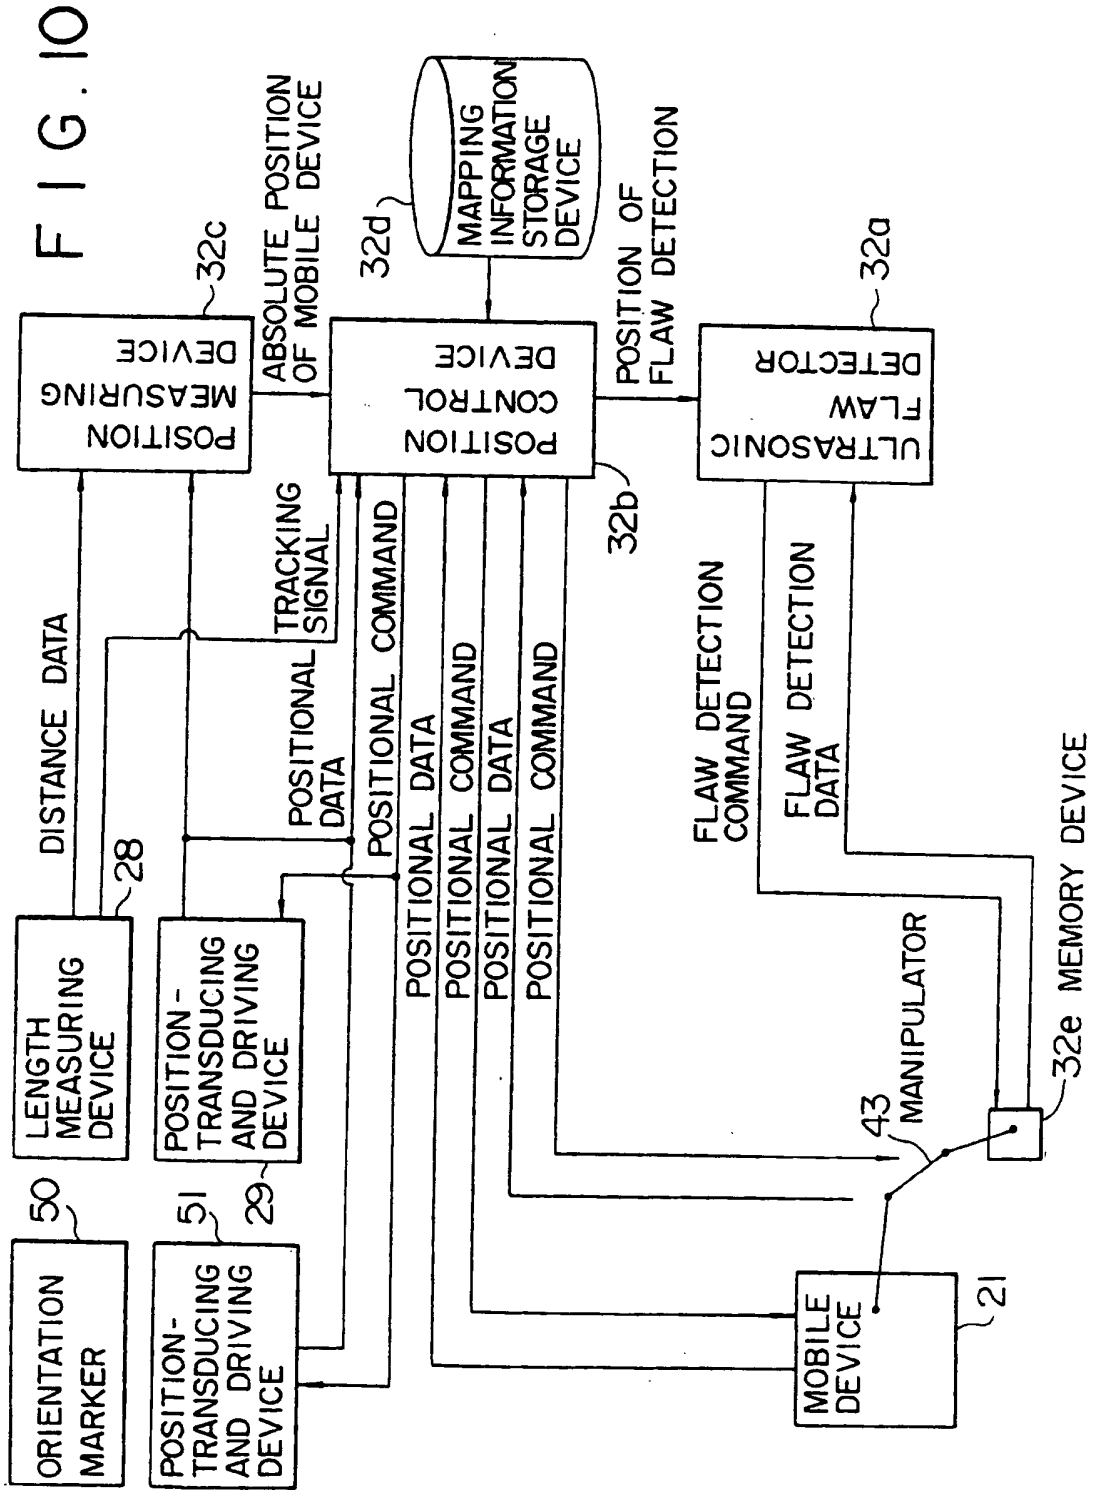 FIG. 10
ORIENTATION
MARKER
50
LENGTH
MEASURING
DEVICE
28
DISTANCE DATA
POSITION
MEASURING
DEVICE
32c
POSITION-
TRANSDUCING
AND DRIVING
DEVICE
51
POSITION-
TRANSDUCING
AND DRIVING
DEVICE
29
TRACKING
SIGNAL
ABSOLUTE POSITION
OF MOBILE DEVICE
POSITIONAL
DATA
POSITIONAL COMMAND
POSITIONAL DATA
POSITIONAL COMMAND
POSITIONAL DATA
POSITIONAL COMMAND
POSITION
CONTROL
DEVICE
32b
32d
MAPPING
INFORMATION
STORAGE
DEVICE
POSITION OF
FLAW DETECTION
FLAW DETECTION
COMMAND
FLAW DETECTION
DATA
ULTRASONIC
FLAW
DETECTOR
32a
MOBILE
DEVICE
21
43
MANIPULATOR
32e MEMORY DEVICE